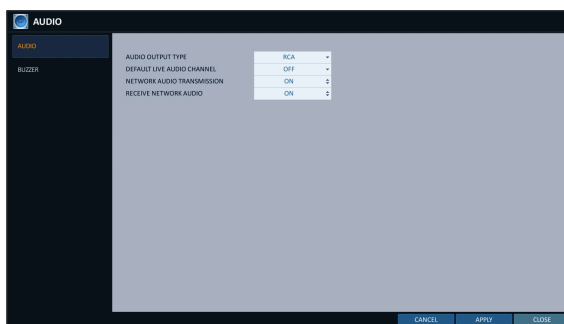 AUDIO
AUDIO
BUZZER
AUDIO OUTPUT TYPE RCA
DEFAULT LIVE AUDIO CHANNEL OFF
NETWORK AUDIO TRANSMISSION ON
RECEIVE NETWORK AUDIO ON
CANCEL APPLY CLOSE